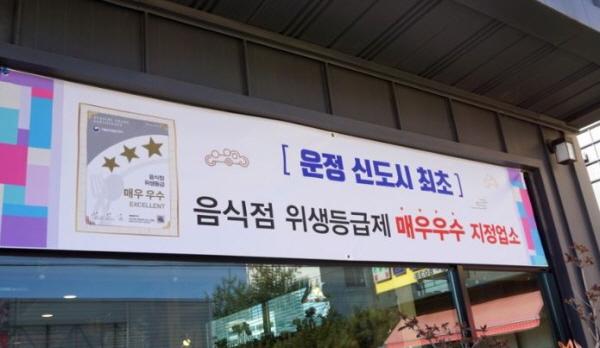 음식점
위생등급
매우 우수
EXCELLENT
[ 운정 신도시 최초 ]
음식점 위생등급제 매우우수 지정업소